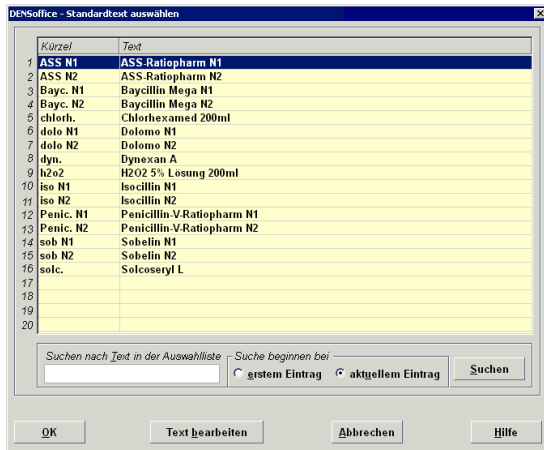 DENSoffice - Standardtext auswählen
Kürzel Text
1 ASS N1 ASS-Ratiopharm N1
2 ASS N2 ASS-Ratiopharm N2
3 Bayc. N1 Baycillin Mega N1
4 Bayc. N2 Baycillin Mega N2
5 chlorh. Chlorhexamed 200ml
6 dolo N1 Dolomo N1
7 dolo N2 Dolomo N2
8 dyn. Dynexan A
9 h2o2 H2O2 5% Lösung 200ml
10 iso N1 Isocillin N1
11 iso N2 Isocillin N2
12 Penic. N1 Penicillin-V-Ratiopharm N1
13 Penic. N2 Penicillin-V-Ratiopharm N2
14 sob N1 Sobelin N1
15 sob N2 Sobelin N2
16 solc. Solcoseryl L
17
18
19
20
Suchen nach Text in der Auswahlliste Suche beginnen bei
erstem Eintrag aktuellem Eintrag Suchen
OK Text bearbeiten Abbrechen Hilfe